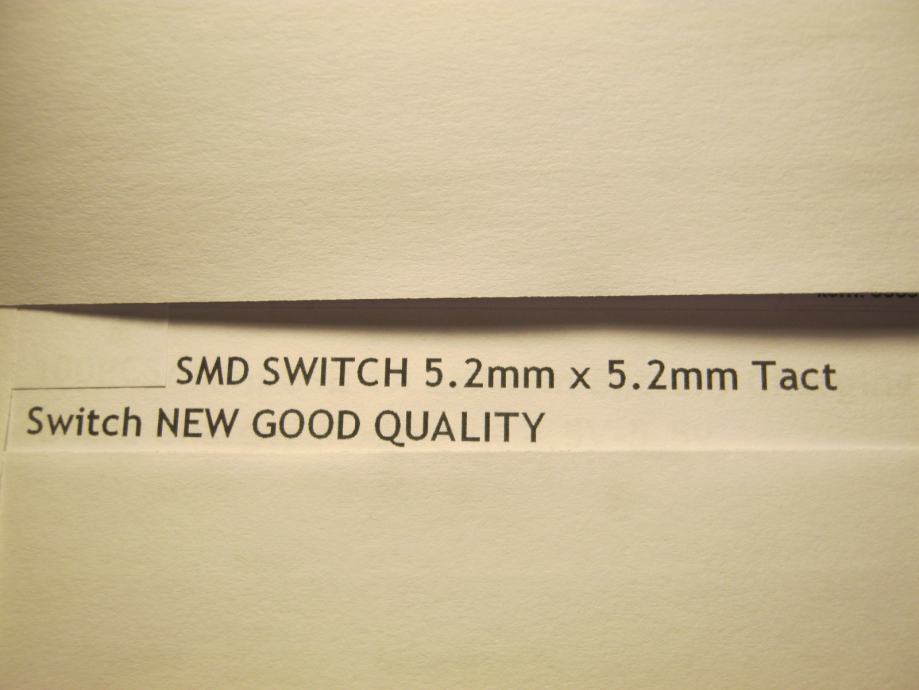 SMD SWITCH 5.2mm x 5.2mm Tact
Switch NEW GOOD QUALITY